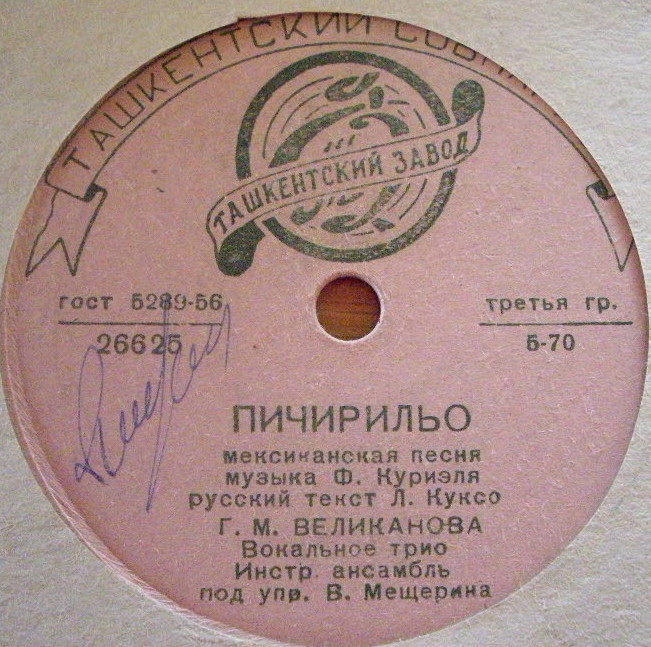 ТАШКЕНТСКИЙ
ТАШКЕНТСКИЙ ЗАВОД
гост 5289-56
26625
третья гр.
Б-70
ПИЧИРИЛЬО
мексиканская песня
музыка Ф. Куриэля
русский текст Л. Куксо
Г. М. ВЕЛИКАНОВА
Вокальное трио
Инстр. ансамбль
под упр. В. Мещерина